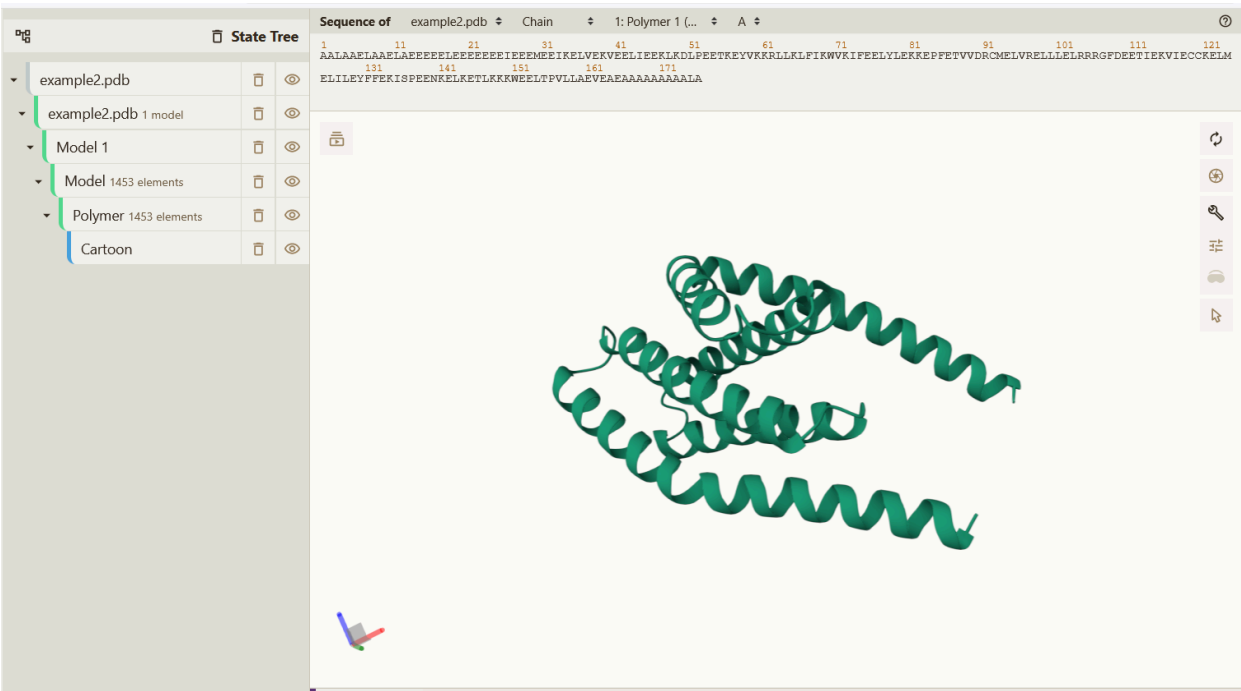 State Tree
example2.pdb
example2.pdb 1 model
Model 1
Model 1453 elements
Polymer 1453 elements
Cartoon
Sequence of example2.pdb Chain 1: Polymer 1 (... A
1 11 21 31 41 51 61 71 81 91 101 111 121
AALAAELAAELAEEEEELEEEEEEEIEEEMEEIKELVEKVEELIEEKLKDLPEETKEYVKKRLLKLFIKWVKIFEELYLEKKEPFETVVDRCMELVRELLLELRRRGFDEETIEKVIECCKELM
131 141 151 161 171
ELILEYFFEKISPEENKELKETLKKKWEELTPVLLAEVEAEAAAAAAAAALA